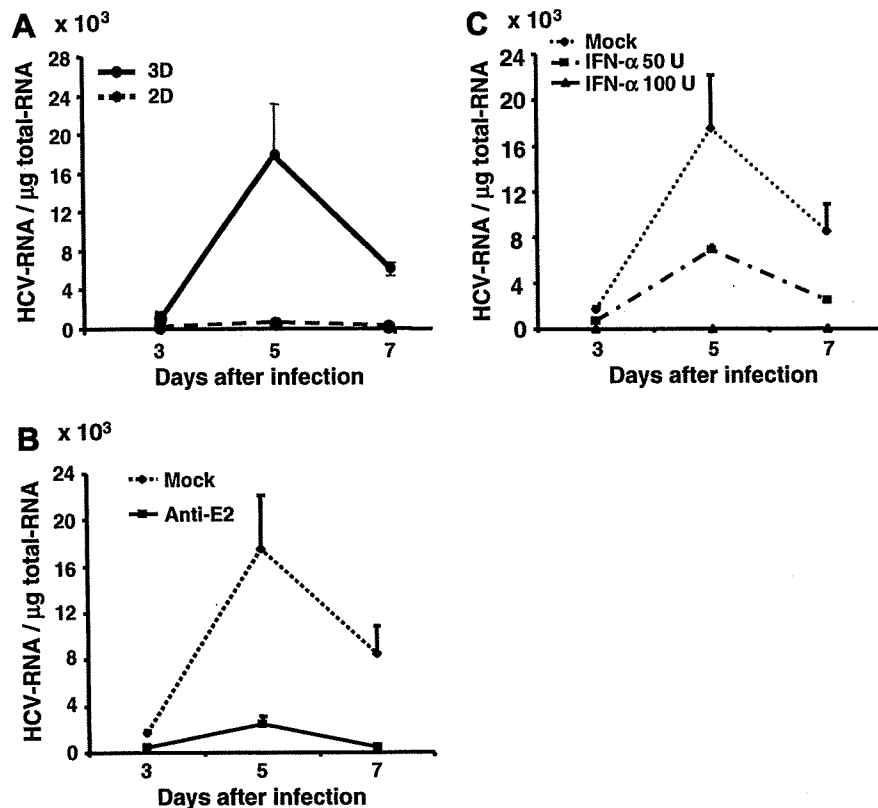 A x 10³
28
24
20
16
12
8
4
0
HCV-RNA / µg total-RNA
3D
2D
3 5 7
Days after infection
C x 10³
24
20
16
12
8
4
0
HCV-RNA / µg total-RNA
Mock
IFN-α 50 U
IFN-α 100 U
3 5 7
Days after infection
B x 10³
24
20
16
12
8
4
0
HCV-RNA / µg total-RNA
Mock
Anti-E2
3 5 7
Days after infection